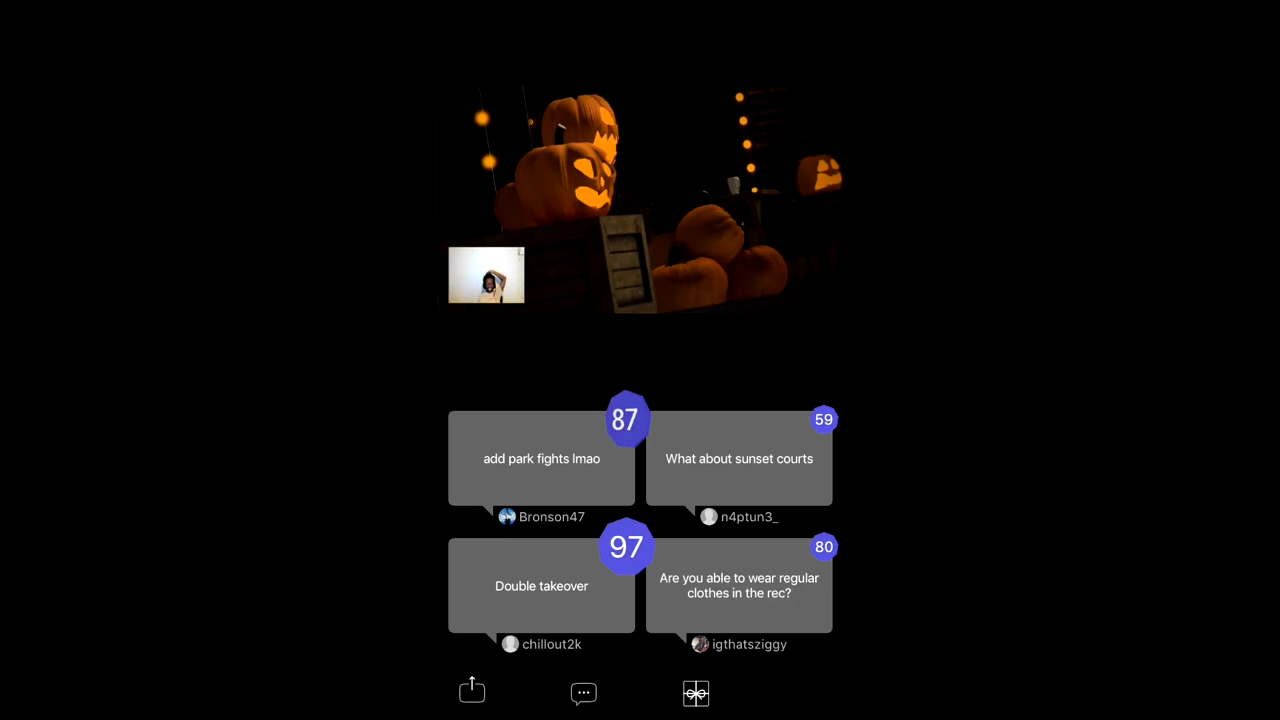 87
59
add park fights lmao
What about sunset courts
Bronson47
n4ptun3_
97
80
Double takeover
Are you able to wear regular
clothes in the rec?
chillout2k
igthatsziggy